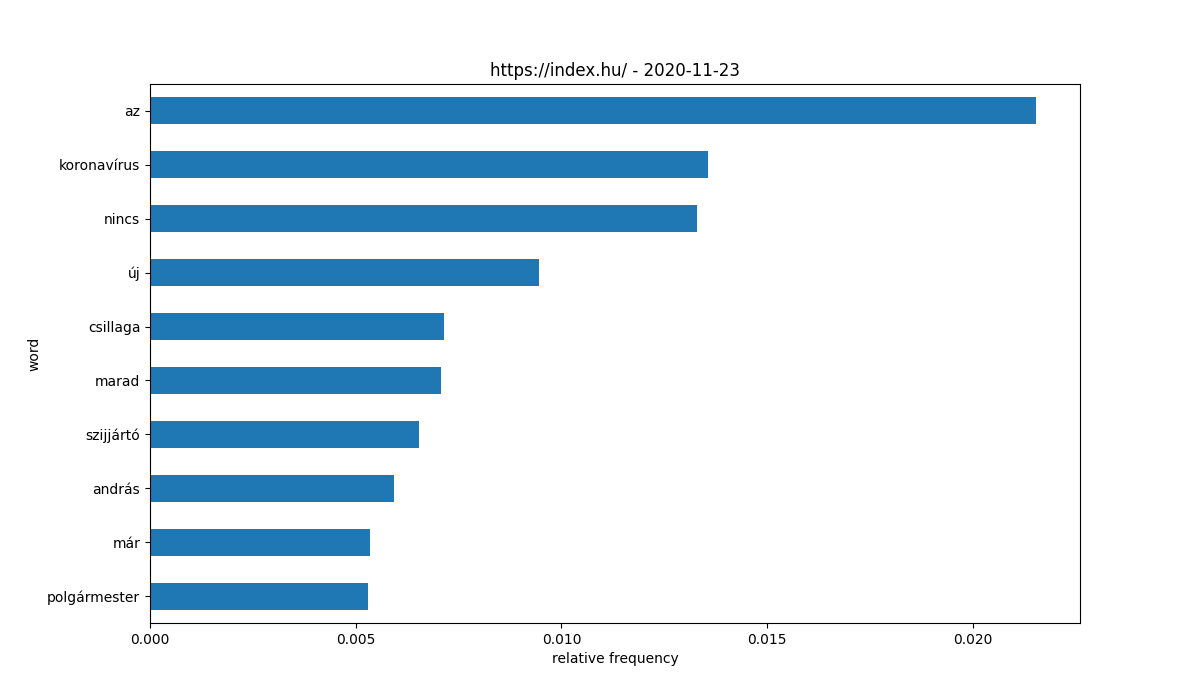 https://index.hu/ - 2020-11-23
az
koronavírus
nincs
új
csillaga
marad
szijjártó
andrás
már
polgármester
word
0.000
0.005
0.010
0.015
0.020
relative frequency